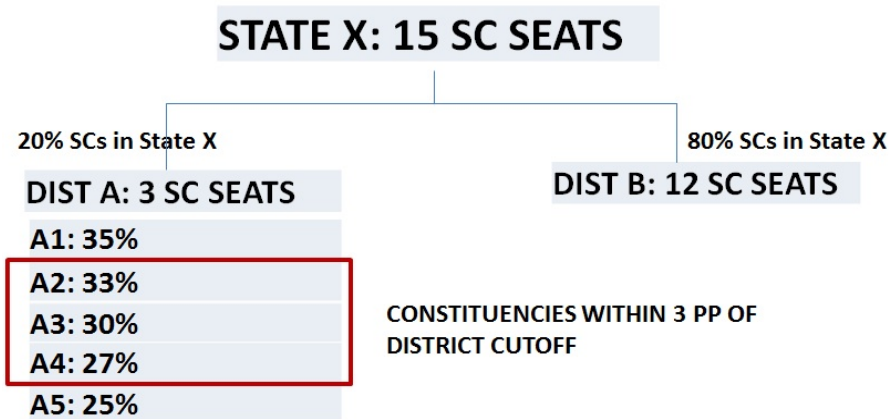 STATE X: 15 SC SEATS
20% SCs in State X
80% SCs in State X
DIST A: 3 SC SEATS
DIST B: 12 SC SEATS
A1: 35%
A2: 33%
A3: 30%
A4: 27%
A5: 25%
CONSTITUENCIES WITHIN 3 PP OF
DISTRICT CUTOFF